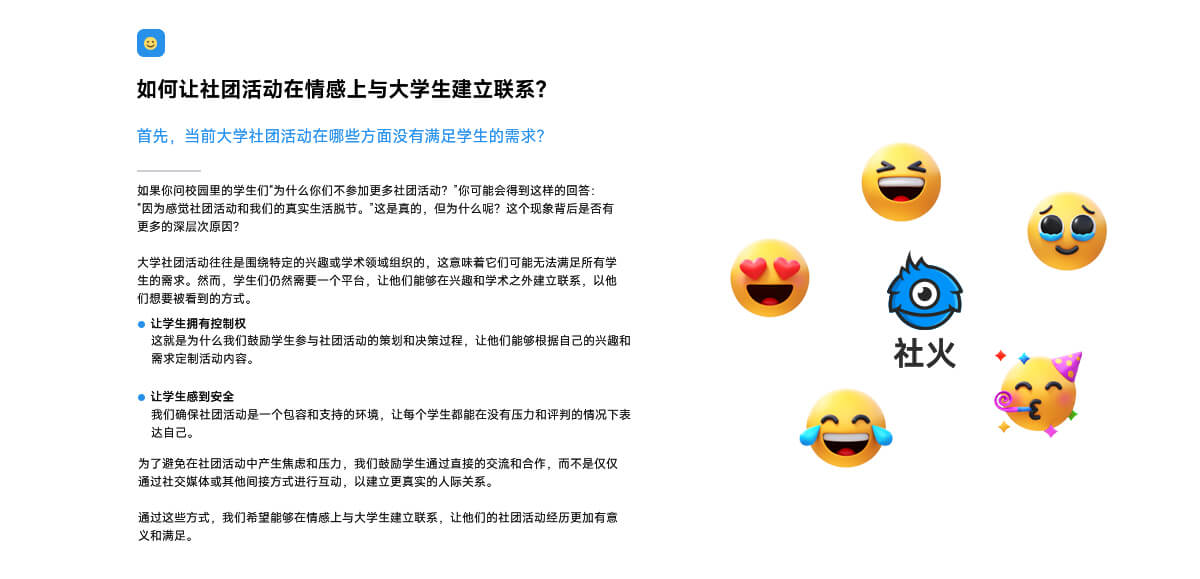 如何让社团活动在情感上与大学生建立联系?
首先，当前大学社团活动在哪些方面没有满足学生的需求?
如果你问校园里的学生们“为什么你们不参加更多社团活动？”你可能会得到这样的回答：
“因为感觉社团活动和我们的真实生活脱节。”这是真的，但为什么呢？这个现象背后是否有
更多的深层次原因?
大学社团活动往往是围绕特定的兴趣或学术领域组织的，这意味着它们可能无法满足所有学
生的需求。然而，学生们仍然需要一个平台，让他们能够在兴趣和学术之外建立联系，以他
们想要被看到的方式。
让学生拥有控制权
这就是为什么我们鼓励学生参与社团活动的策划和决策过程，让他们能够根据自己的兴趣和
需求定制活动内容。
让学生感到安全
我们确保社团活动是一个包容和支持的环境，让每个学生都能在没有压力和评判的情况下表
达自己。
为了避免在社团活动中产生焦虑和压力，我们鼓励学生通过直接的交流和合作，而不是仅仅
通过社交媒体或其他间接方式进行互动，以建立更真实的人际关系。
通过这些方式，我们希望能够在情感上与大学生建立联系，让他们的社团活动经历更加有意
义和满足。
社火